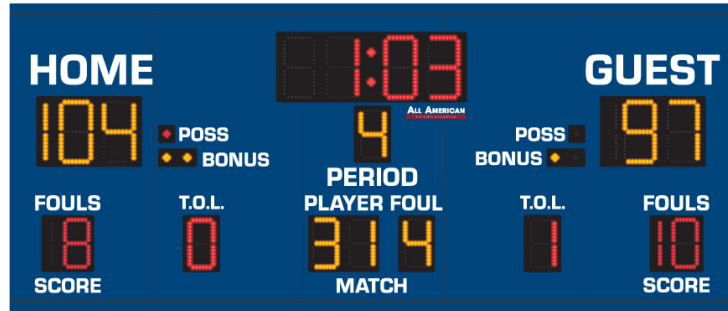 1:03
HOME
GUEST
ALL AMERICAN
SCOREBOARDS
104
4
97
POSS
POSS
BONUS
BONUS
PERIOD
FOULS
T.O.L.
PLAYER FOUL
T.O.L.
FOULS
8
0
31 4
1
10
SCORE
MATCH
SCORE